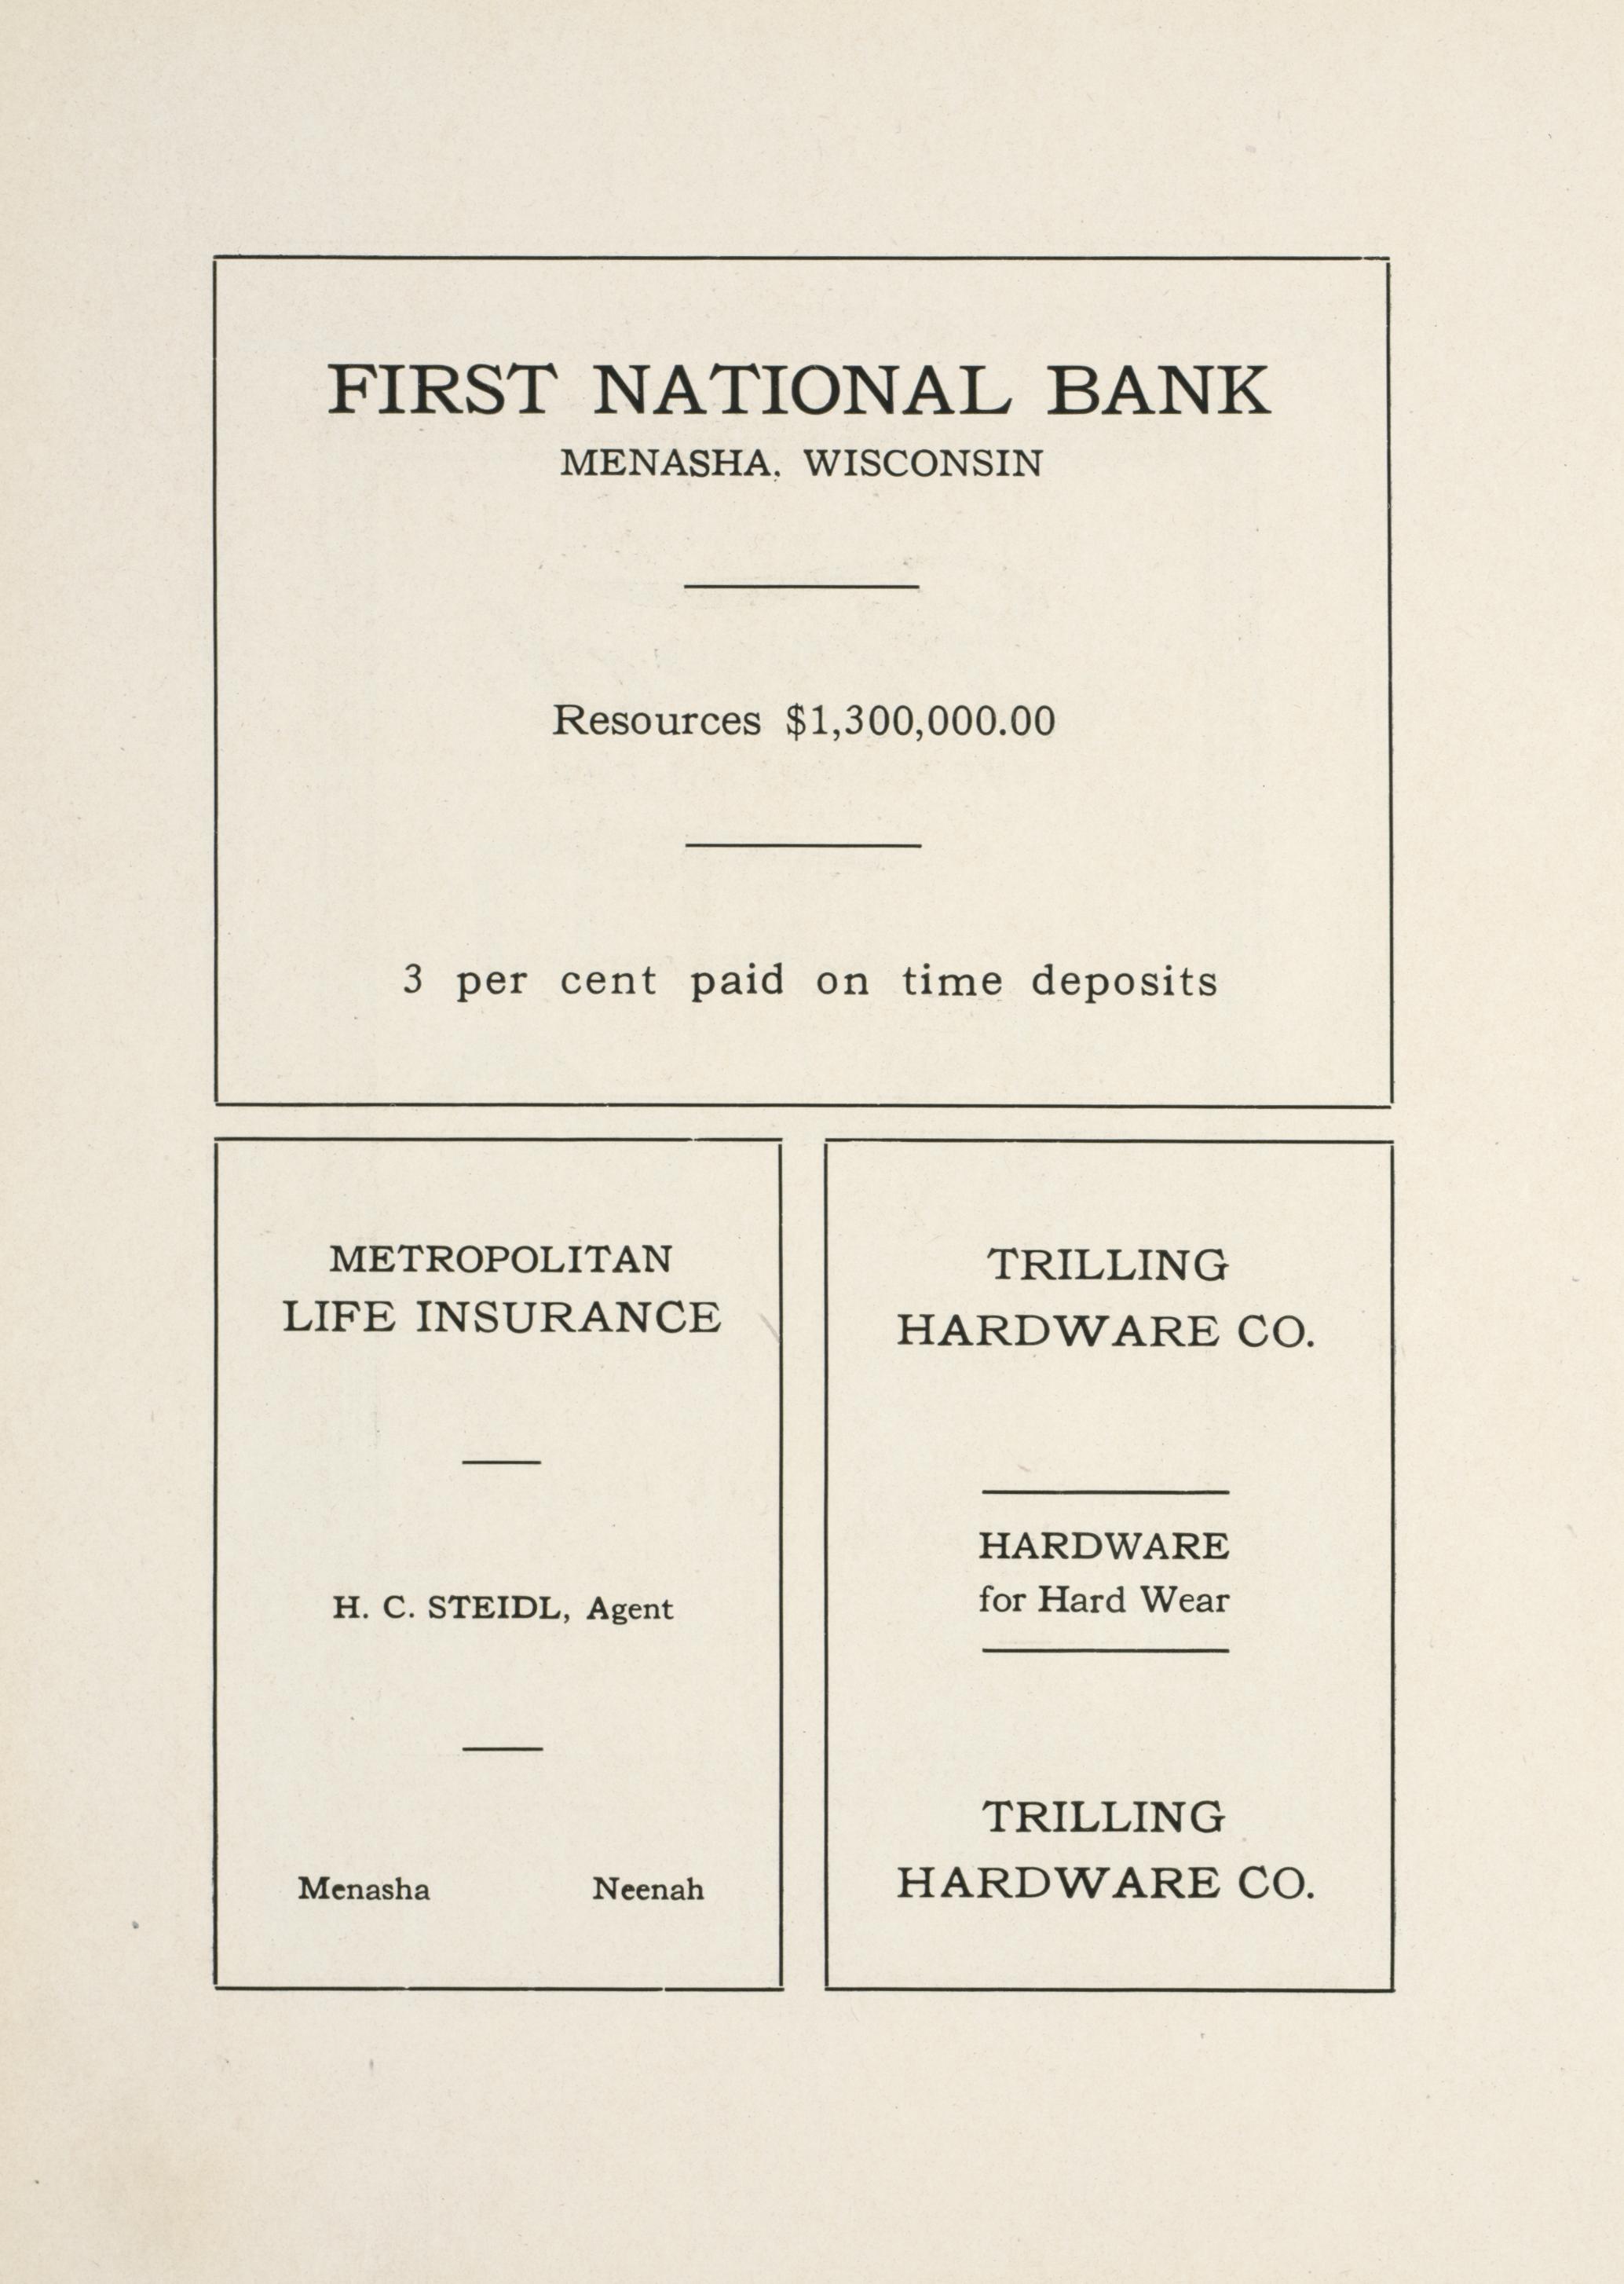 FIRST NATIONAL BANK
MENASHA. WISCONSIN
Resources $1,300,000.00
3 per cent paid on time deposits
METROPOLITAN
LIFE INSURANCE
H. C. STEIDL, Agent
Menasha Neenah
TRILLING
HARDWARE CO.
HARDWARE
for Hard Wear
TRILLING
HARDWARE CO.